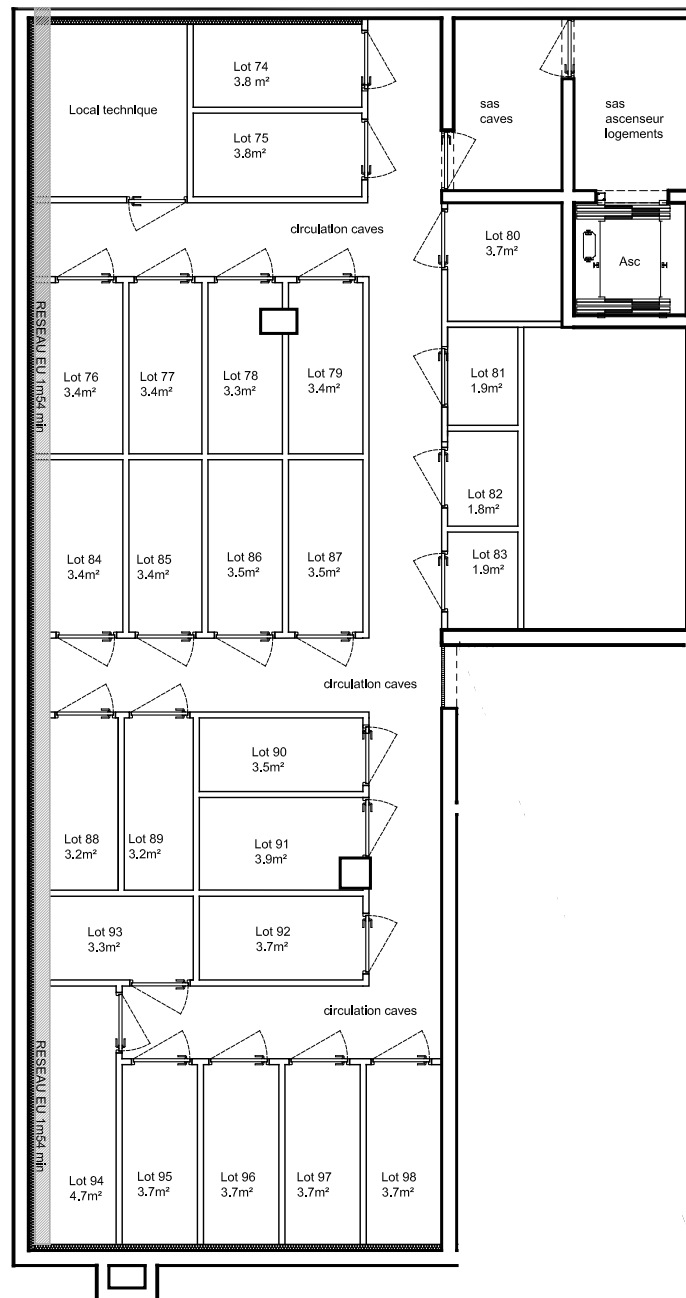 Lot 74
3.8 m²
Local technique
sas
caves
sas
ascenseur
logements
Lot 75
3.8m²
circulation caves
Lot 80
3.7m²
Asc
RESEAU EU 1m54 min
Lot 76
3.4m²
Lot 77
3.4m²
Lot 78
3.3m²
Lot 79
3.4m²
Lot 81
1.9m²
Lot 82
1.8m²
Lot 83
1.9m²
Lot 84
3.4m²
Lot 85
3.4m²
Lot 86
3.5m²
Lot 87
3.5m²
circulation caves
Lot 90
3.5m²
Lot 88
3.2m²
Lot 89
3.2m²
Lot 91
3.9m²
Lot 93
3.3m²
Lot 92
3.7m²
circulation caves
RESEAU EU 1m54 min
Lot 94
4.7m²
Lot 95
3.7m²
Lot 96
3.7m²
Lot 97
3.7m²
Lot 98
3.7m²